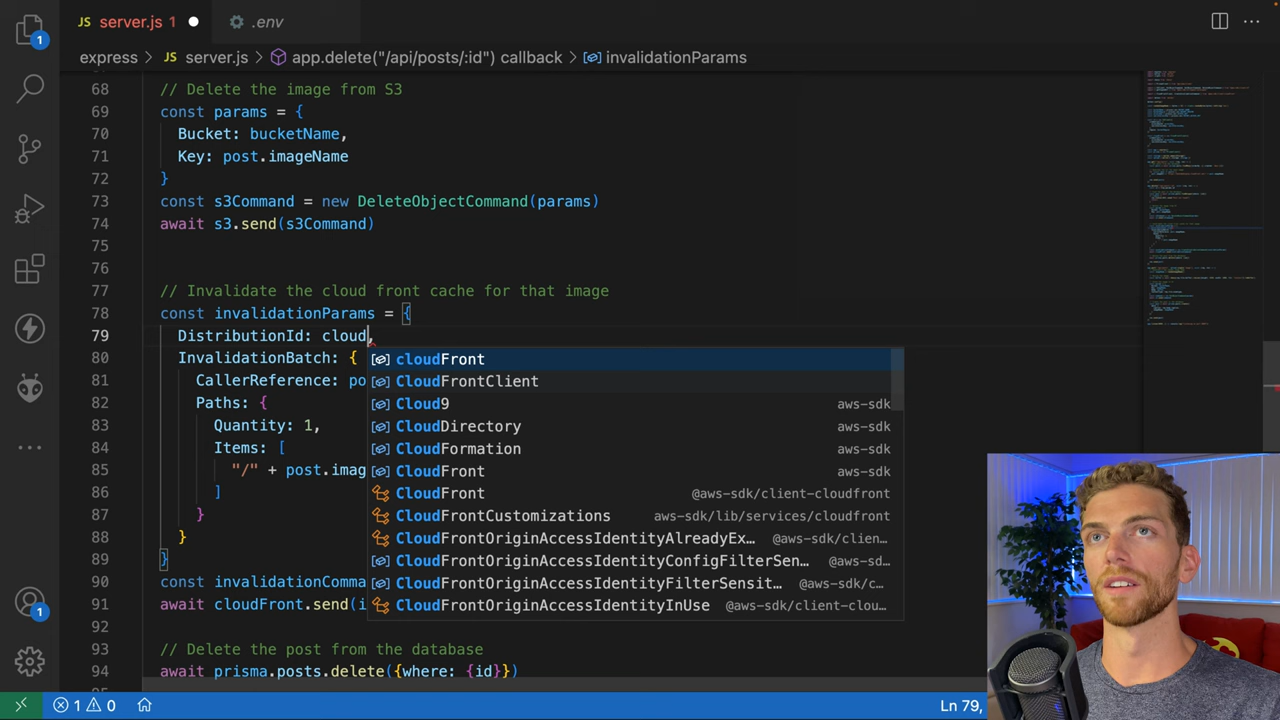 JS server.js 1 ● .env
express > JS server.js > app.delete("/api/posts/:id") callback > invalidationParams
68 // Delete the image from S3
69 const params = {
70 Bucket: bucketName,
71 Key: post.imageName
72 }
73 const s3Command = new DeleteObjectCommand(params)
74 await s3.send(s3Command)
75
76
77 // Invalidate the cloud front cache for that image
78 const invalidationParams = {
79 DistributionId: cloud,
80 InvalidationBatch: {
81 CallerReference: po
82 Paths: {
83 Quantity: 1,
84 Items: [
85 "/" + post.imag
86 ]
87 }
88 }
89 }
90 const invalidationComma
91 await cloudFront.send(i
92
93 // Delete the post from the database
94 await prisma.posts.delete({where: {id}})
cloudFront
CloudFrontClient
Cloud9 aws-sdk
CloudDirectory aws-sdk
CloudFormation aws-sdk
CloudFront aws-sdk
CloudFront @aws-sdk/client-cloudfront
CloudFrontCustomizations aws-sdk/lib/services/cloudfront
CloudFrontOriginAccessIdentityAlreadyEx… @aws-sdk/clien…
CloudFrontOriginAccessIdentityConfigFilterSen… @aws-sdk/…
CloudFrontOriginAccessIdentityFilterSensit… @aws-sdk/c…
CloudFrontOriginAccessIdentityInUse @aws-sdk/client-clou…
1
1
1 0
Ln 79,